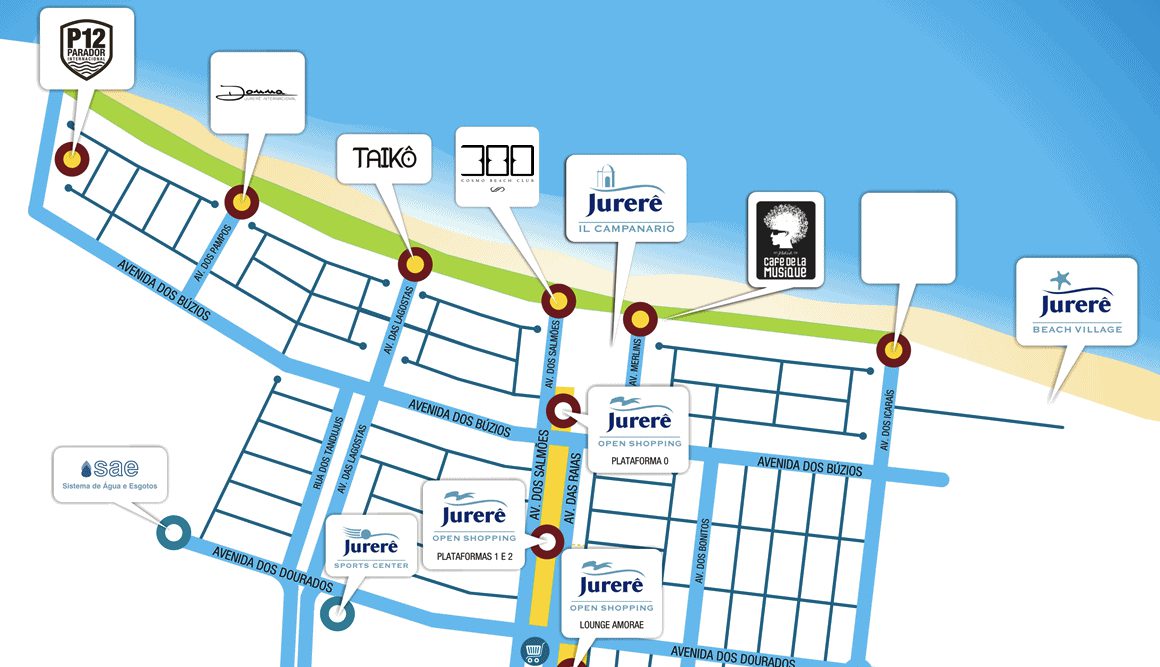 P12
PARADOR
INTERNACIONAL
Donna
JURERÊ INTERNACIONAL
TAIKÔ
300
COSMO BEACH CLUB
Jurerê
IL CAMPANARIO
CAFE DE LA
MUSIQUE
Jurerê
BEACH VILLAGE
AV. DOS PAMPOS
AVENIDA DOS BÚZIOS
AV. DAS LAGOSTAS
AV. DOS SALMÕES
AV. MERLINS
AV. DOS ICARAÍS
AVENIDA DOS BÚZIOS
Jurerê
OPEN SHOPPING
PLATAFORMA 0
AVENIDA DOS BÚZIOS
RUA DOS TANDUJUS
AV. DAS LAGOSTAS
AV. DOS SALMÕES
AV. DAS RAIAS
sae
Sistema de Água e Esgotos
Jurerê
OPEN SHOPPING
PLATAFORMAS 1 E 2
Jurerê
SPORTS CENTER
AV. DOS BONITOS
AVENIDA DOS DOURADOS
Jurerê
OPEN SHOPPING
LOUNGE AMORAE
AVENIDA DOS DOURADOS